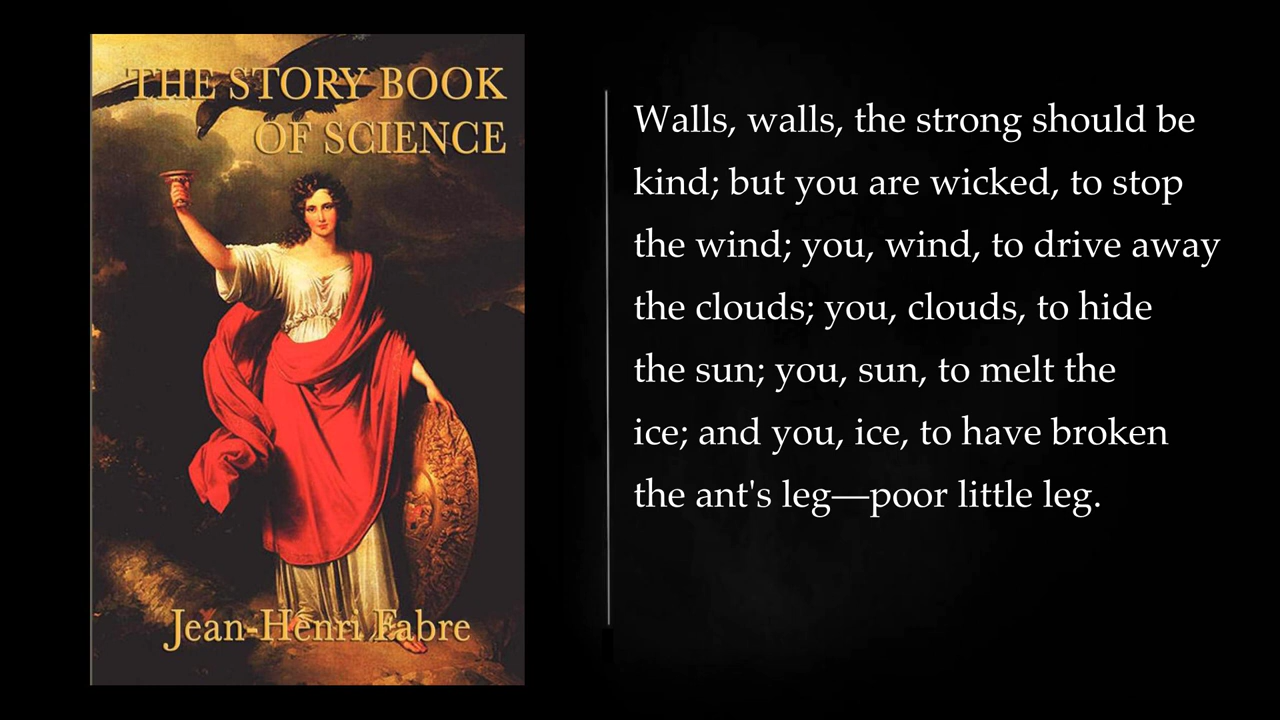 THE STORY BOOK
OF SCIENCE
Jean-Henri Fabre
Walls, walls, the strong should be
kind; but you are wicked, to stop
the wind; you, wind, to drive away
the clouds; you, clouds, to hide
the sun; you, sun, to melt the
ice; and you, ice, to have broken
the ant's leg—poor little leg.